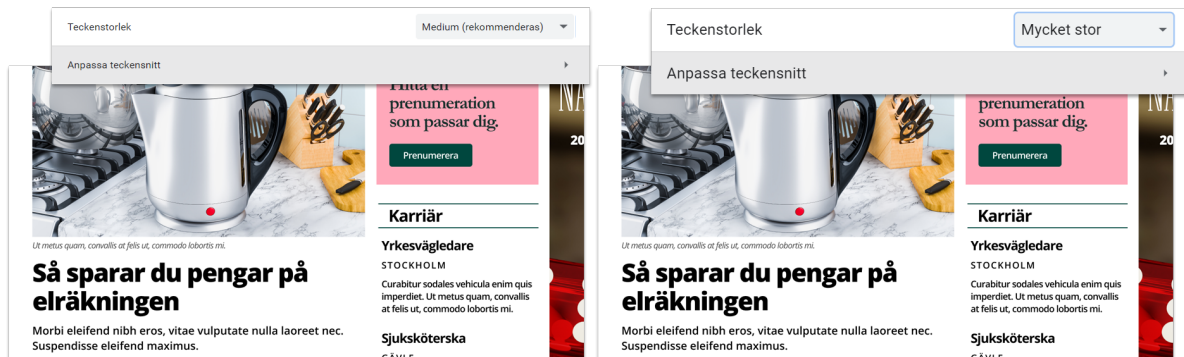 Teckenstorlek
Medium (rekommenderas)
Anpassa teckensnitt
prenumeration
som passar dig.
Prenumerera
NA
20
Karriär
Ut metus quam, convallis at felis ut, commodo lobortis mi.
Yrkesvägledare
STOCKHOLM
Så sparar du pengar på
elräkningen
Curabitur sodales vehicula enim quis
imperdiet. Ut metus quam, convallis
at felis ut, commodo lobortis mi.
Morbi eleifend nibh eros, vitae vulputate nulla laoreet nec.
Suspendisse eleifend maximus.
Sjuksköterska
Teckenstorlek
Mycket stor
Anpassa teckensnitt
prenumeration
som passar dig.
Prenumerera
NA
20
Karriär
Ut metus quam, convallis at felis ut, commodo lobortis mi.
Yrkesvägledare
STOCKHOLM
Så sparar du pengar på
elräkningen
Curabitur sodales vehicula enim quis
imperdiet. Ut metus quam, convallis
at felis ut, commodo lobortis mi.
Morbi eleifend nibh eros, vitae vulputate nulla laoreet nec.
Suspendisse eleifend maximus.
Sjuksköterska